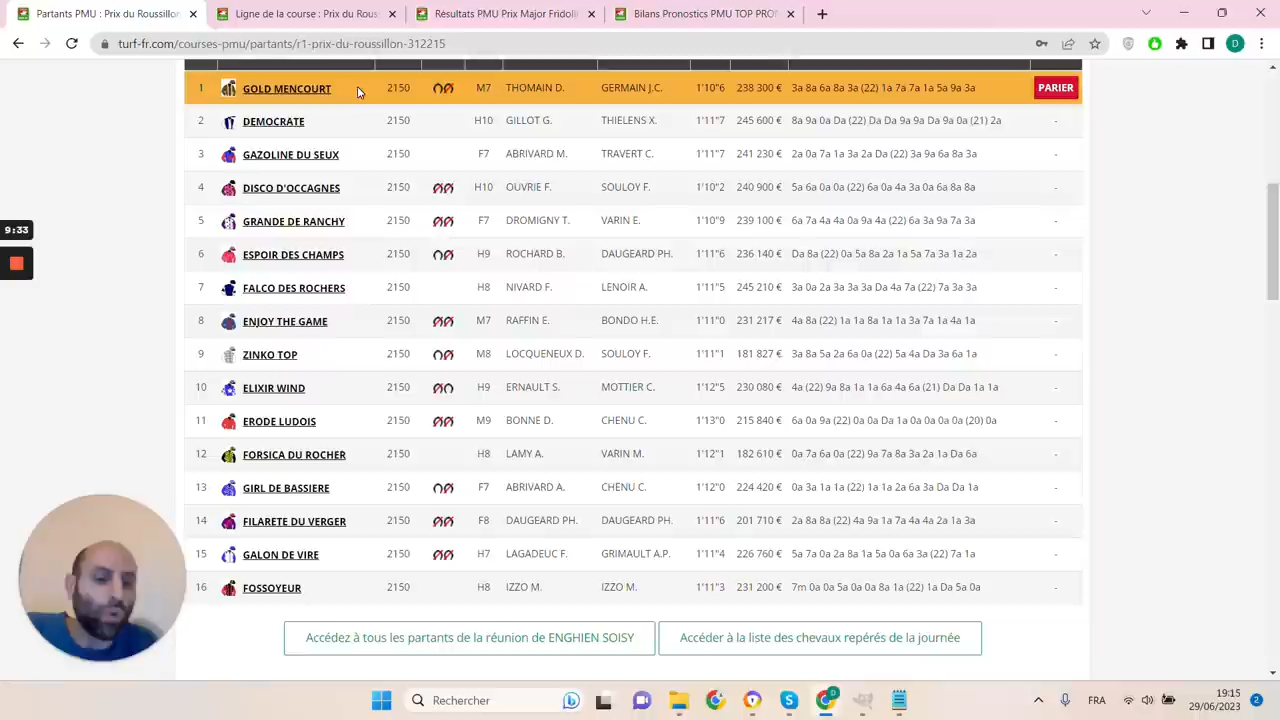 Partants PMU : Prix du Roussillon
Ligne de course : Prix du Rous
Résultats PMU Prix Major Fridoli
Bilans Pronostics PMU TOP PRO
turf-fr.com/courses-pmu/partants/r1-prix-du-roussillon-312215
D
1 GOLD MENCOURT 2150 M7 THOMAIN D. GERMAIN J.C. 1'10"6 238 300 € 3a 8a 6a 8a 3a (22) 1a 7a 7a 1a 5a 9a 3a PARIER
2 DEMOCRATE 2150 H10 GILLOT G. THIELENS X. 1'11"7 245 600 € 8a 9a 0a Da (22) Da Da 9a 9a Da 9a 0a (21) 2a -
3 GAZOLINE DU SEUX 2150 F7 ABRIVARD M. TRAVERT C. 1'11"7 241 230 € 2a 0a 7a 1a 3a 2a Da (22) 3a 9a 6a 8a 3a -
4 DISCO D'OCCAGNES 2150 H10 OUVRIE F. SOULOY F. 1'10"2 240 900 € 5a 6a 0a 0a (22) 6a 0a 4a 3a 0a 6a 8a 8a -
5 GRANDE DE RANCHY 2150 F7 DROMIGNY T. VARIN E. 1'10"9 239 100 € 6a 7a 4a 4a 0a 9a 4a (22) 6a 3a 9a 7a 3a -
6 ESPOIR DES CHAMPS 2150 H9 ROCHARD B. DAUGEARD PH. 1'11"6 236 140 € Da 8a (22) 0a 5a 8a 2a 1a 5a 7a 3a 1a 2a -
7 FALCO DES ROCHERS 2150 H8 NIVARD F. LENOIR A. 1'11"5 245 210 € 3a 0a 2a 3a 3a 3a Da 4a 7a (22) 7a 3a 3a -
8 ENJOY THE GAME 2150 M7 RAFFIN E. BONDO H.E. 1'11"0 231 217 € 4a 8a (22) 1a 1a 8a 1a 1a 3a 7a 1a 4a 1a -
9 ZINKO TOP 2150 M8 LOCQUENEUX D. SOULOY F. 1'11"1 181 827 € 3a 8a 5a 2a 6a 0a (22) 5a 4a Da 3a 6a 1a -
10 ELIXIR WIND 2150 H9 ERNAULT S. MOTTIER C. 1'12"5 230 080 € 4a (22) 9a 8a 1a 1a 6a 4a 6a (21) Da Da 1a 1a -
11 ERODE LUDOIS 2150 M9 BONNE D. CHENU C. 1'13"0 215 840 € 6a 0a 9a (22) 0a 0a Da 1a 0a 0a 0a 0a (20) 0a -
12 FORSICA DU ROCHER 2150 H8 LAMY A. VARIN M. 1'12"1 182 610 € 0a 7a 6a 0a (22) 9a 7a 8a 3a 2a 1a Da 6a -
13 GIRL DE BASSIERE 2150 F7 ABRIVARD A. CHENU C. 1'12"0 224 420 € 0a 3a 1a 1a (22) 1a 1a 2a 6a 3a Da Da 1a -
14 FILARETE DU VERGER 2150 F8 DAUGEARD PH. DAUGEARD PH. 1'11"6 201 710 € 2a 8a 8a (22) 4a 9a 1a 7a 4a 4a 2a 1a 3a -
15 GALON DE VIRE 2150 H7 LAGADEUC F. GRIMAULT A.P. 1'11"4 226 760 € 5a 7a 0a 2a 8a 1a 5a 0a 6a 3a (22) 7a 1a -
16 FOSSOYEUR 2150 H8 IZZO M. IZZO M. 1'11"3 231 200 € 7m 0a 0a 5a 0a 0a 8a 1a (22) 1a Da 5a 0a -
9:33
Accédez à tous les partants de la réunion de ENGHIEN SOISY
Accéder à la liste des chevaux repérés de la journée
Rechercher
D
FRA
19:15
29/06/2023
2